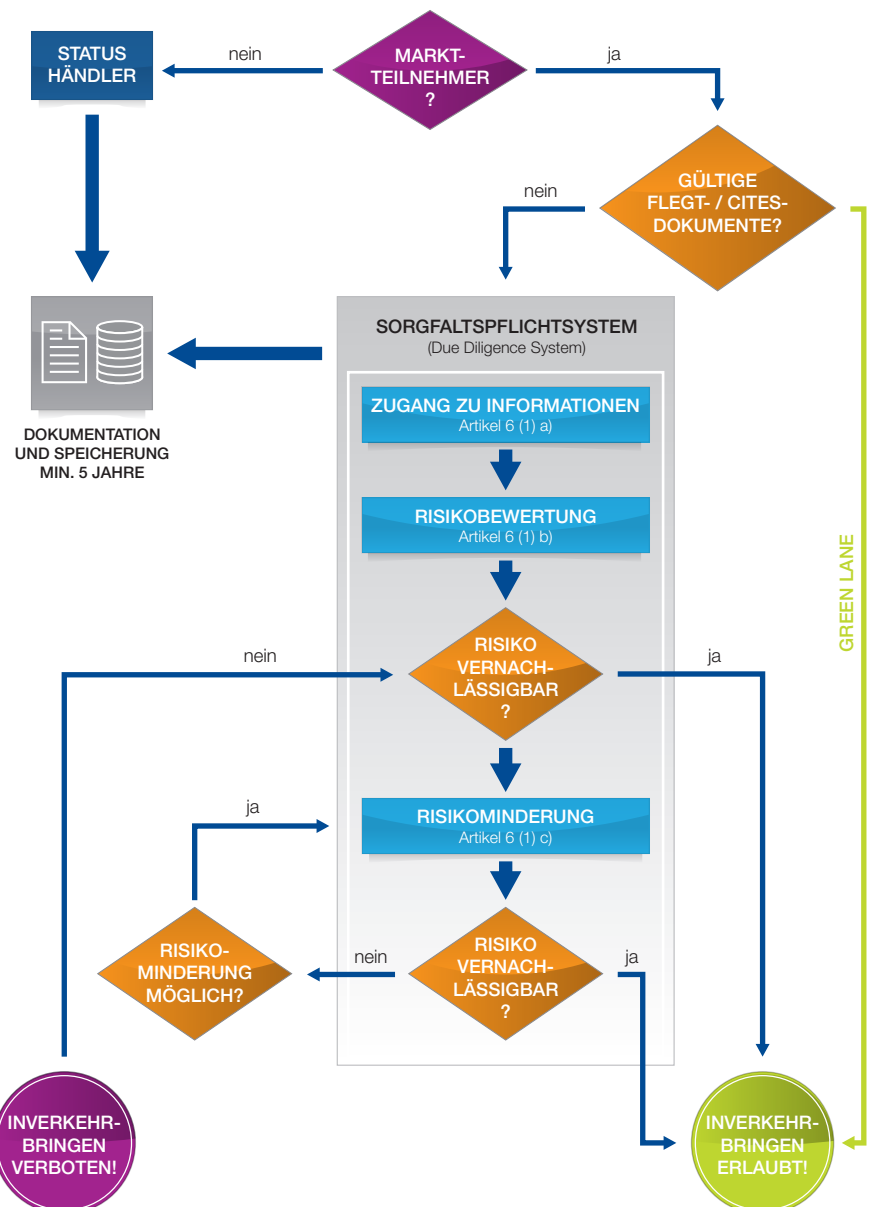 STATUS
HÄNDLER
nein
MARKT-
TEILNEHMER
?
ja
GÜLTIGE
FLEGT- / CITES-
DOKUMENTE?
nein
SORGFALTSPFLICHTSYSTEM
(Due Diligence System)
DOKUMENTATION
UND SPEICHERUNG
MIN. 5 JAHRE
ZUGANG ZU INFORMATIONEN
Artikel 6 (1) a)
RISIKOBEWERTUNG
Artikel 6 (1) b)
GREEN LANE
nein
RISIKO
VERNACH-
LÄSSIGBAR
?
ja
ja
RISIKOMINDERUNG
Artikel 6 (1) c)
RISIKO-
MINDERUNG
MÖGLICH?
nein
RISIKO
VERNACH-
LÄSSIGBAR
?
ja
INVERKEHR-
BRINGEN
VERBOTEN!
INVERKEHR-
BRINGEN
ERLAUBT!